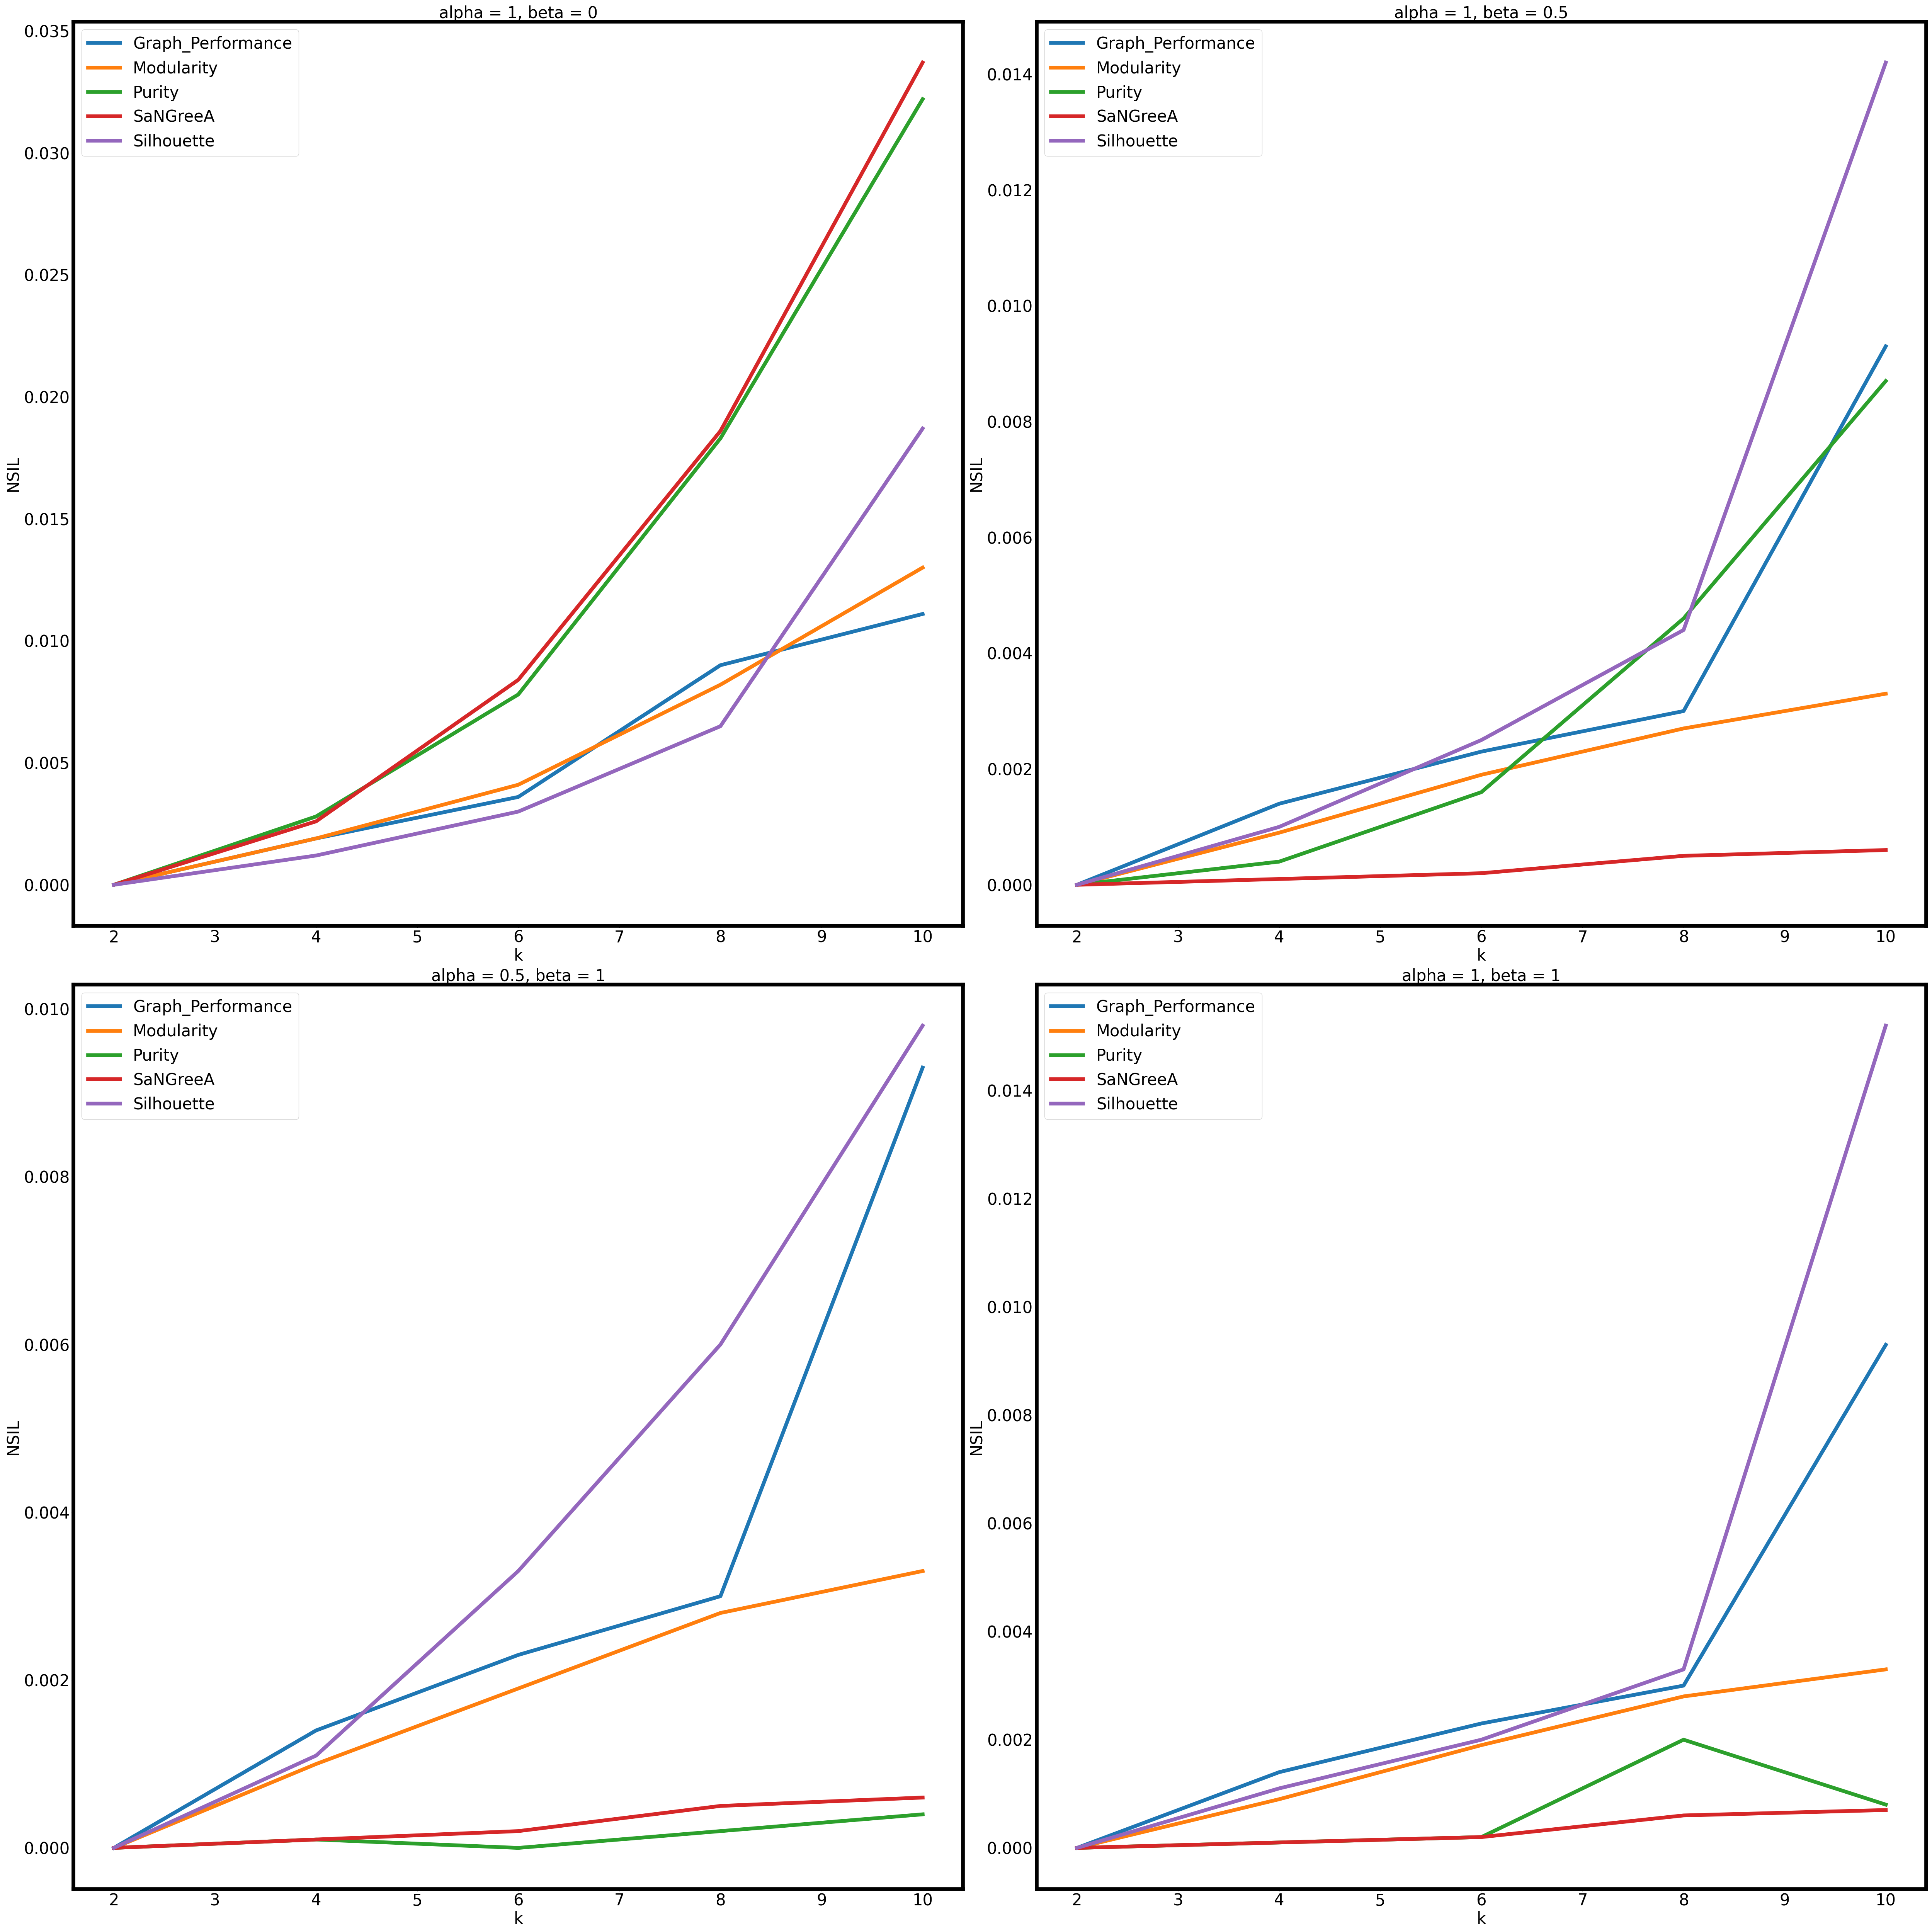 alpha = 1, beta = 0
Graph_Performance
Modularity
Purity
SaNGreeA
Silhouette
0.035
0.030
0.025
0.020
0.015
0.010
0.005
0.000
NSIL
2 3 4 5 6 7 8 9 10
k
alpha = 1, beta = 0.5
Graph_Performance
Modularity
Purity
SaNGreeA
Silhouette
0.014
0.012
0.010
0.008
0.006
0.004
0.002
0.000
NSIL
2 3 4 5 6 7 8 9 10
k
alpha = 0.5, beta = 1
Graph_Performance
Modularity
Purity
SaNGreeA
Silhouette
0.010
0.008
0.006
0.004
0.002
0.000
NSIL
2 3 4 5 6 7 8 9 10
k
alpha = 1, beta = 1
Graph_Performance
Modularity
Purity
SaNGreeA
Silhouette
0.014
0.012
0.010
0.008
0.006
0.004
0.002
0.000
NSIL
2 3 4 5 6 7 8 9 10
k